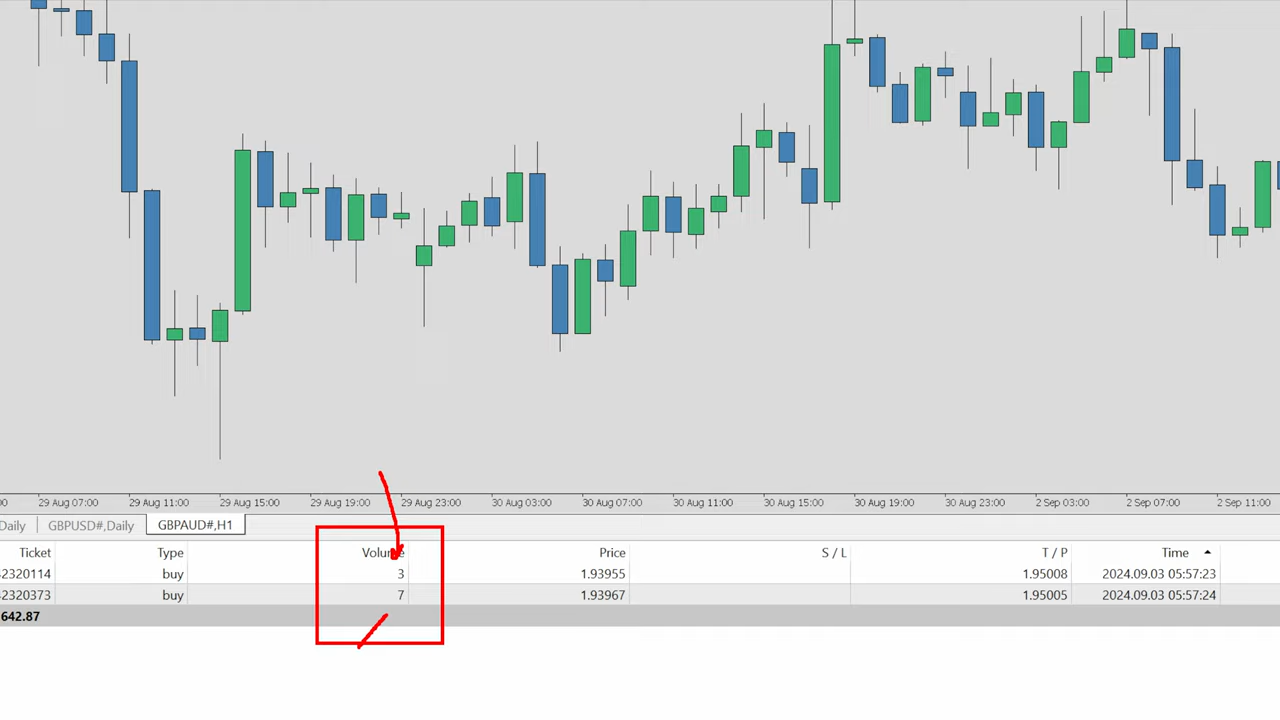 00 29 Aug 07:00 29 Aug 11:00 29 Aug 15:00 29 Aug 19:00 29 Aug 23:00 30 Aug 03:00 30 Aug 07:00 30 Aug 11:00 30 Aug 15:00 30 Aug 19:00 30 Aug 23:00 2 Sep 03:00 2 Sep 07:00 2 Sep 11:00
Daily GBPUSD#,Daily GBPAUD#,H1
Ticket Type Volume Price S / L T / P Time
42320114 buy 3 1.93955 1.95008 2024.09.03 05:57:23
42320373 buy 7 1.93967 1.95005 2024.09.03 05:57:24
642.87